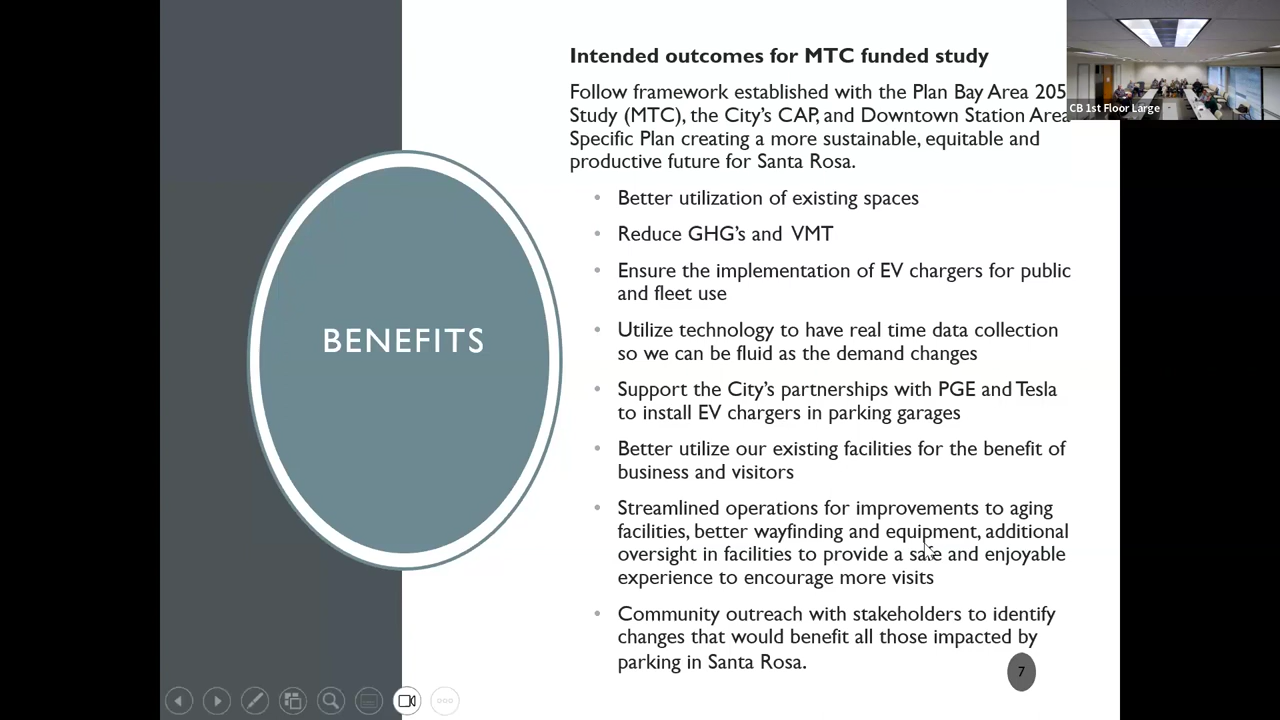 BENEFITS
Intended outcomes for MTC funded study
Follow framework established with the Plan Bay Area 205
Study (MTC), the City's CAP, and Downtown Station Area
Specific Plan creating a more sustainable, equitable and
productive future for Santa Rosa.
• Better utilization of existing spaces
• Reduce GHG's and VMT
• Ensure the implementation of EV chargers for public
and fleet use
• Utilize technology to have real time data collection
so we can be fluid as the demand changes
• Support the City's partnerships with PGE and Tesla
to install EV chargers in parking garages
• Better utilize our existing facilities for the benefit of
business and visitors
• Streamlined operations for improvements to aging
facilities, better wayfinding and equipment, additional
oversight in facilities to provide a safe and enjoyable
experience to encourage more visits
• Community outreach with stakeholders to identify
changes that would benefit all those impacted by
parking in Santa Rosa.
7
CB 1st Floor Large